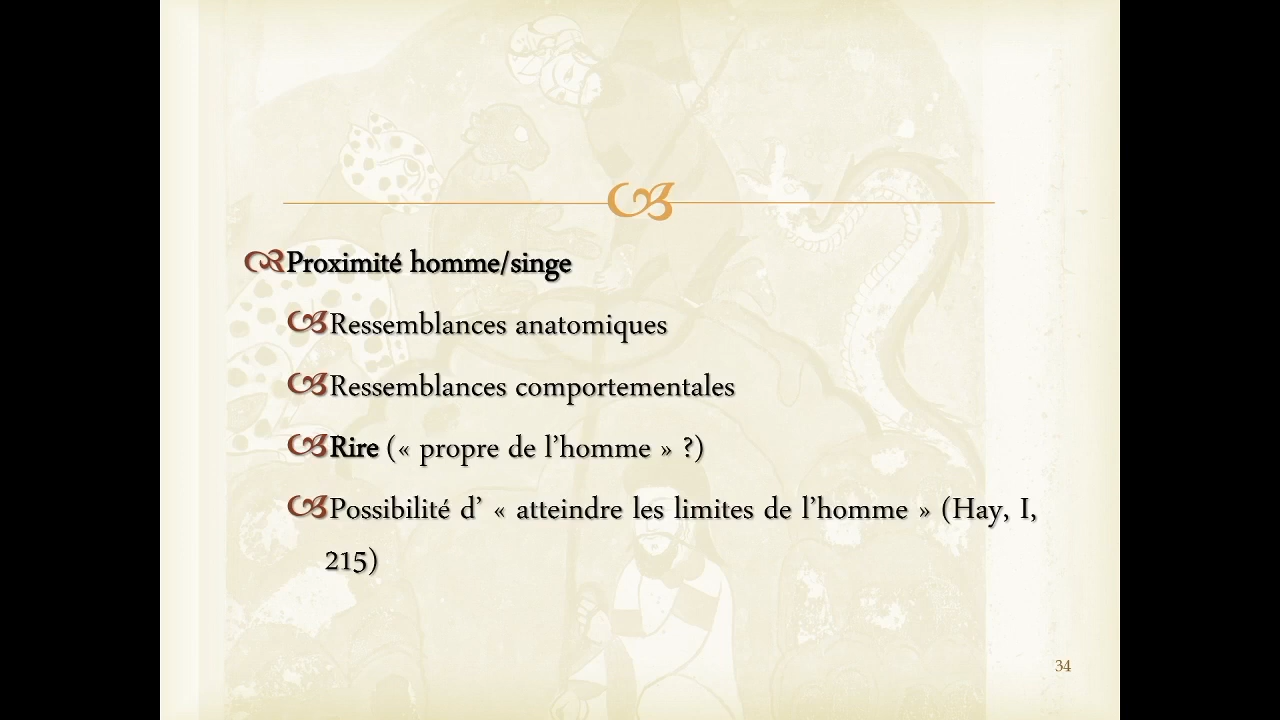 Proximité homme/singe
Ressemblances anatomiques
Ressemblances comportementales
Rire (« propre de l’homme » ?)
Possibilité d’ « atteindre les limites de l’homme » (Hay, I,
215)
34